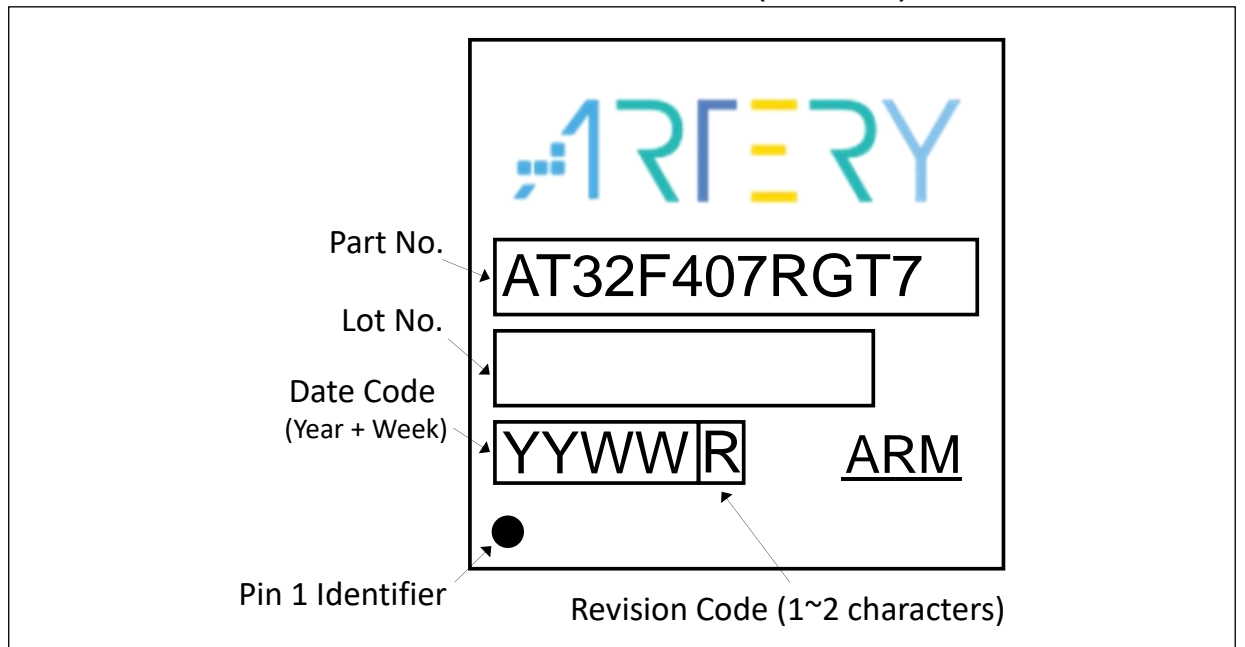 ARTERY
Part No.
AT32F407RGT7
Lot No.
Date Code
(Year + Week)
YYWW R
ARM
Pin 1 Identifier
Revision Code (1~2 characters)